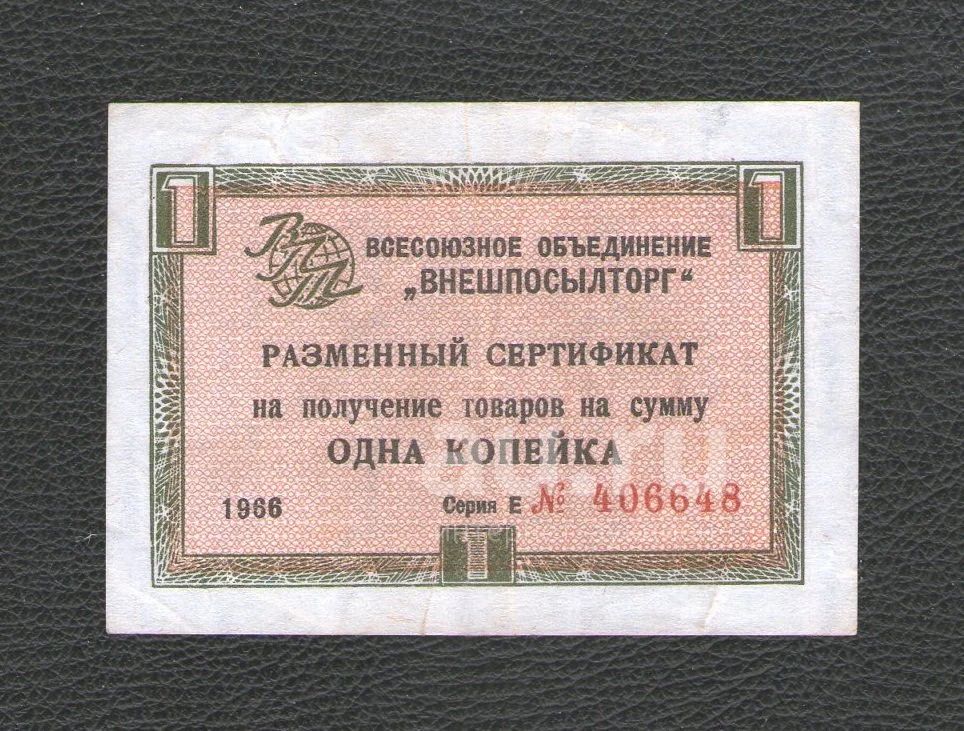 1 1
ВПТ
ВСЕСОЮЗНОЕ ОБЪЕДИНЕНИЕ
„ВНЕШПОСЫЛТОРГ“
РАЗМЕННЫЙ СЕРТИФИКАТ
на получение товаров на сумму
ОДНА КОПЕЙКА
1966 Серия Е № 406648
1